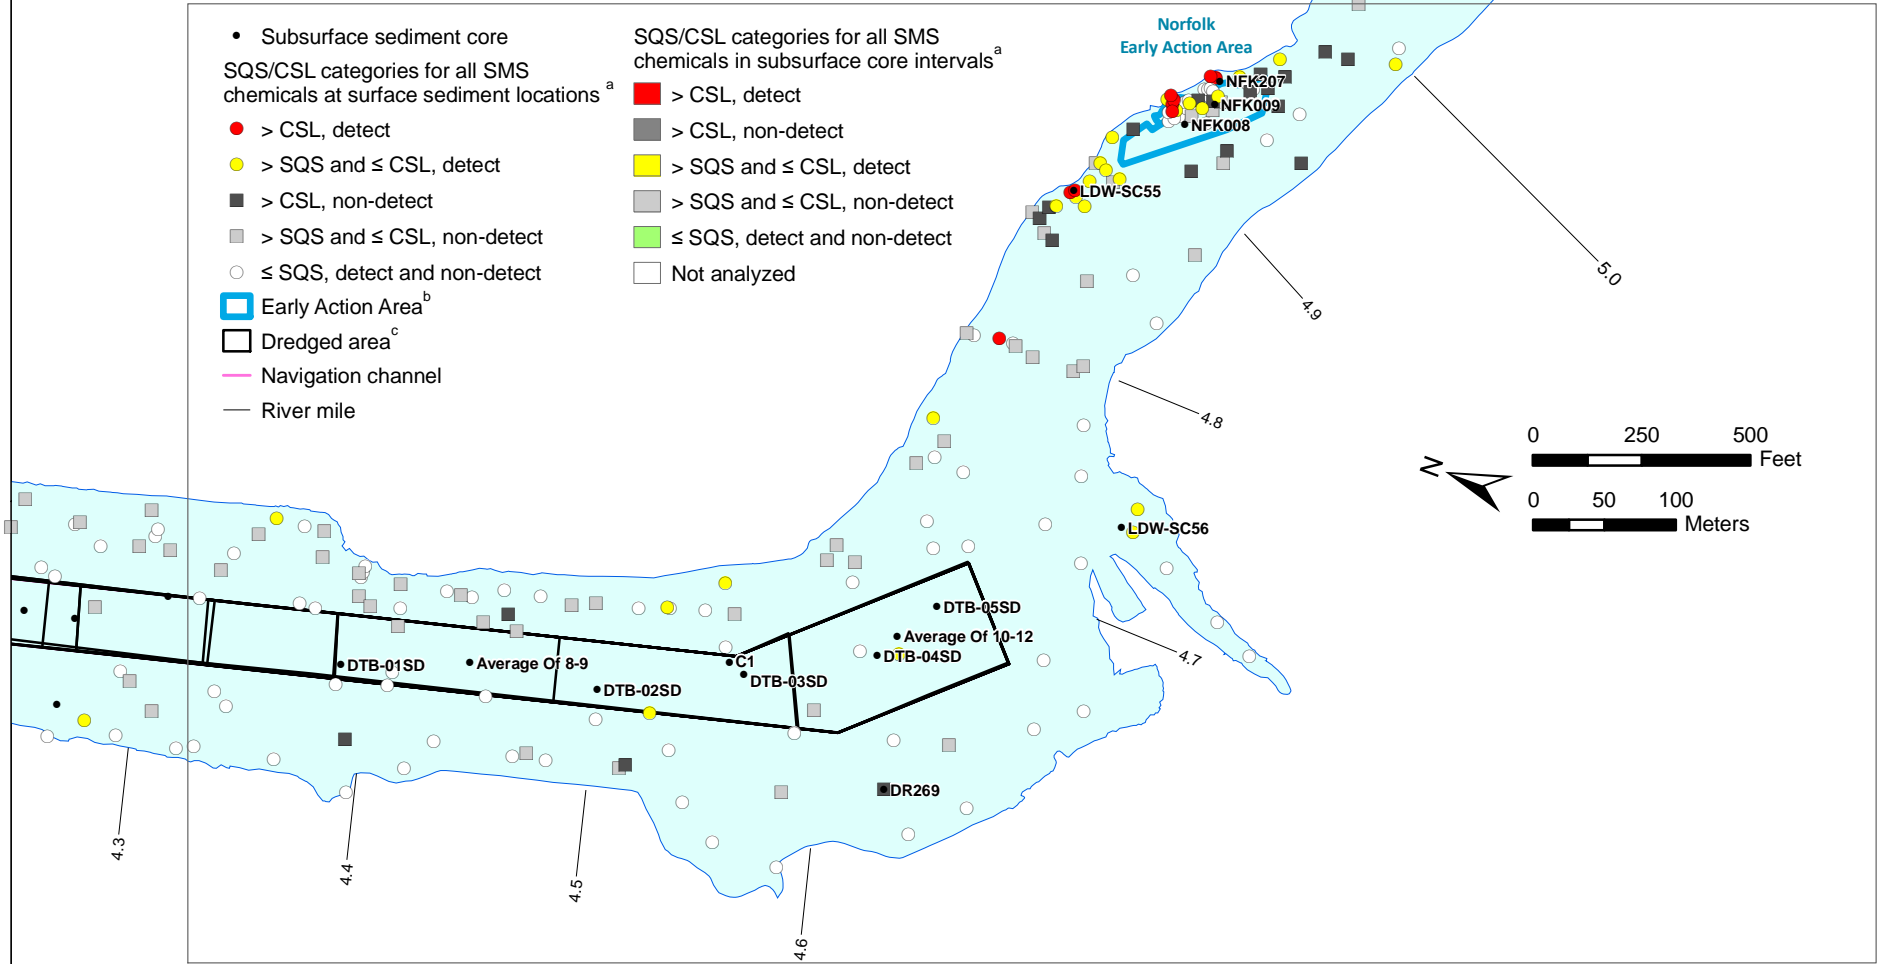 Subsurface sediment core
SQS/CSL categories for all SMS
chemicals at surface sediment locations a
> CSL, detect
> SQS and ≤ CSL, detect
> CSL, non-detect
> SQS and ≤ CSL, non-detect
≤ SQS, detect and non-detect
Early Action Area b
Dredged area c
Navigation channel
River mile
SQS/CSL categories for all SMS
chemicals in subsurface core intervals a
> CSL, detect
> CSL, non-detect
> SQS and ≤ CSL, detect
> SQS and ≤ CSL, non-detect
≤ SQS, detect and non-detect
Not analyzed
Norfolk
Early Action Area
NFK207
NFK009
NFK008
LDW-SC55
5.0
4.9
4.8
0 250 500
Feet
N
0 50 100
Meters
LDW-SC56
DTB-05SD
Average Of 10-12
DTB-04SD
4.7
C1
DTB-03SD
DTB-01SD
Average Of 8-9
DTB-02SD
DR269
4.3
4.4
4.5
4.6